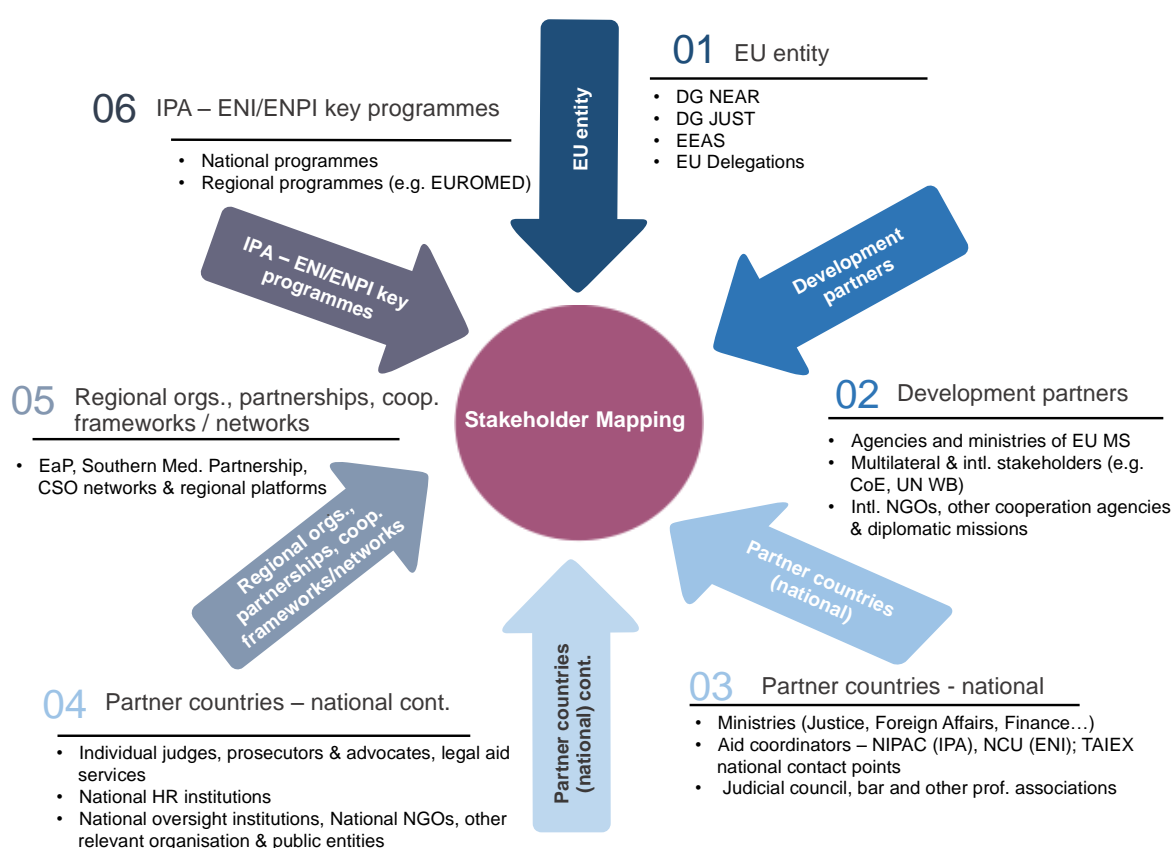 01 EU entity
• DG NEAR
• DG JUST
• EEAS
• EU Delegations
06 IPA – ENI/ENPI key programmes
• National programmes
• Regional programmes (e.g. EUROMED)
EU entity
Development
partners
IPA – ENI/ENPI key
programmes
Stakeholder Mapping
02 Development partners
• Agencies and ministries of EU MS
• Multilateral & intl. stakeholders (e.g.
CoE, UN WB)
• Intl. NGOs, other cooperation agencies
& diplomatic missions
05 Regional orgs., partnerships, coop.
frameworks / networks
• EaP, Southern Med. Partnership,
CSO networks & regional platforms
Regional orgs.,
partnerships, coop.
frameworks/networks
Partner countries
(national)
Partner countries
(national) cont.
03 Partner countries - national
• Ministries (Justice, Foreign Affairs, Finance…)
• Aid coordinators – NIPAC (IPA), NCU (ENI); TAIEX
national contact points
• Judicial council, bar and other prof. associations
04 Partner countries – national cont.
• Individual judges, prosecutors & advocates, legal aid
services
• National HR institutions
• National oversight institutions, National NGOs, other
relevant organisation & public entities